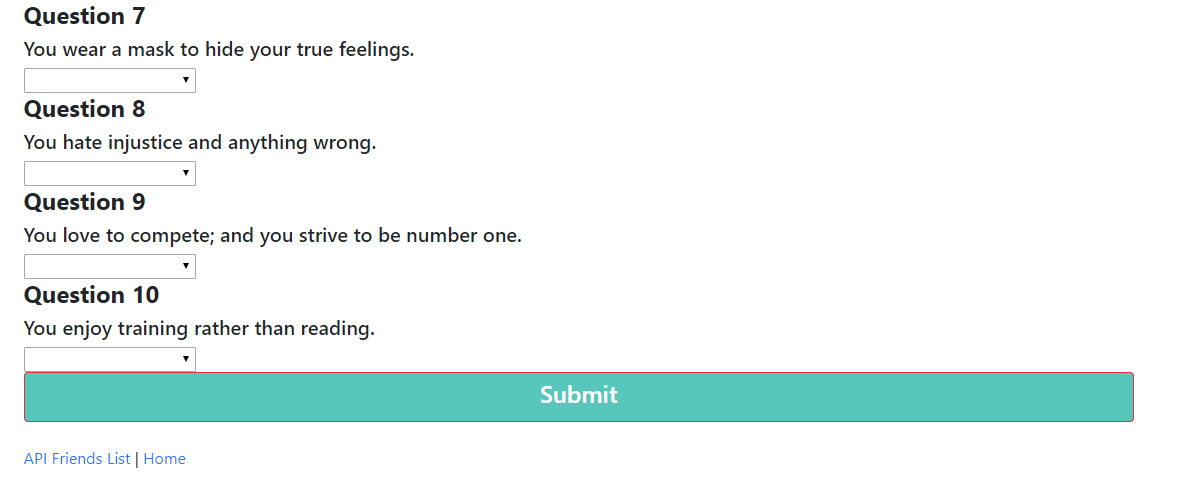 Question 7
You wear a mask to hide your true feelings.
Question 8
You hate injustice and anything wrong.
Question 9
You love to compete; and you strive to be number one.
Question 10
You enjoy training rather than reading.
Submit
API Friends List | Home